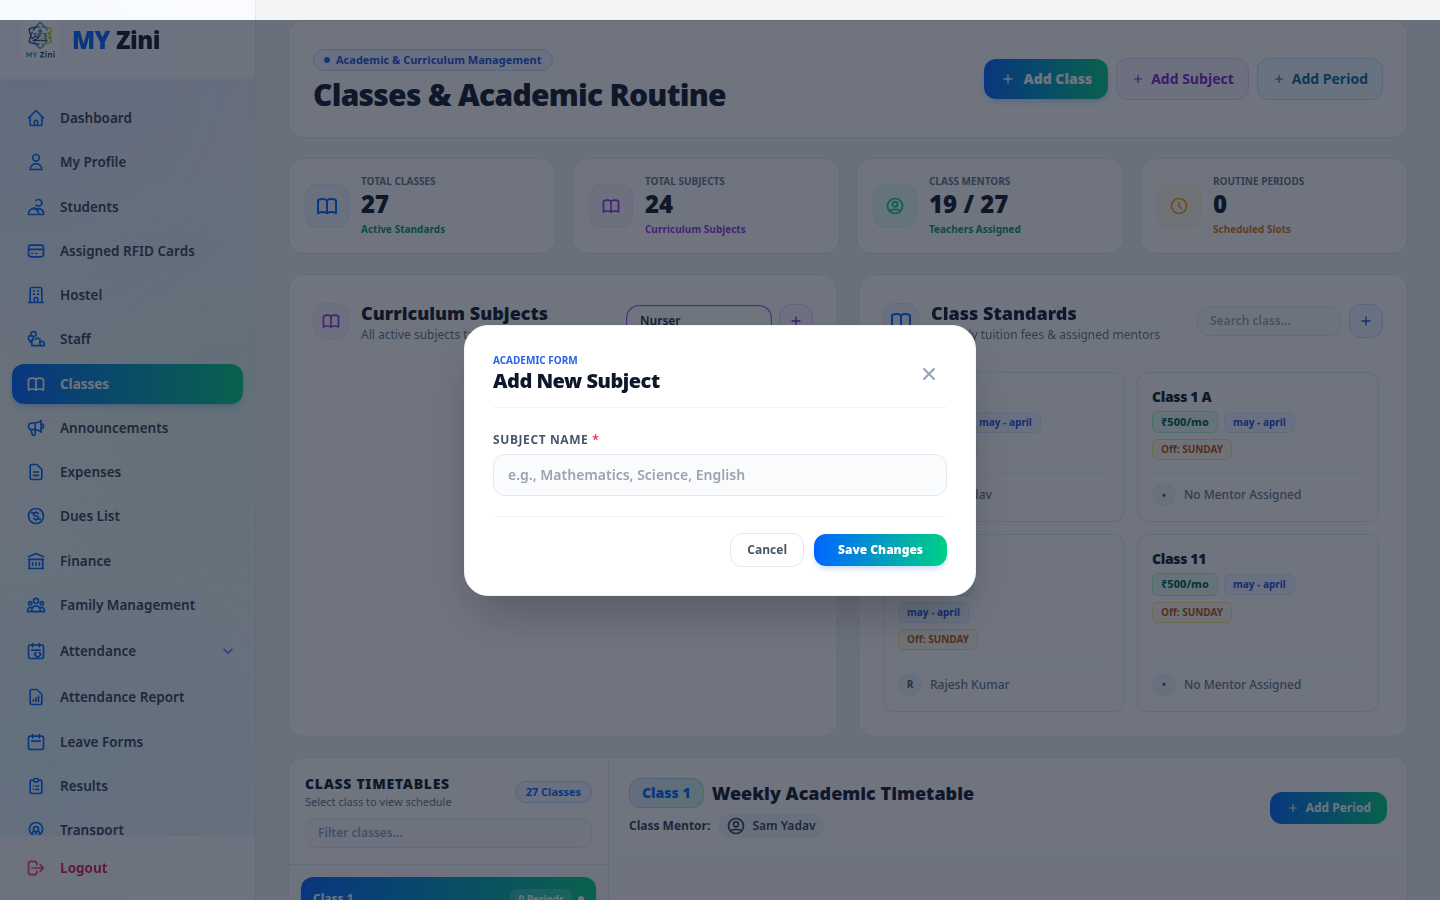 MY Zini
MY Zini
Dashboard
My Profile
Students
Assigned RFID Cards
Hostel
Staff
Classes
Announcements
Expenses
Dues List
Finance
Family Management
Attendance
Attendance Report
Leave Forms
Results
Transport
Logout
Academic & Curriculum Management
Classes & Academic Routine
+ Add Class
+ Add Subject
+ Add Period
TOTAL CLASSES
27
Active Standards
TOTAL SUBJECTS
24
Curriculum Subjects
CLASS MENTORS
19 / 27
Teachers Assigned
ROUTINE PERIODS
0
Scheduled Slots
Curriculum Subjects
All active subjects
Nurser
+
Class Standards
tuition fees & assigned mentors
Search class...
+
ACADEMIC FORM
Add New Subject
SUBJECT NAME *
e.g., Mathematics, Science, English
Cancel
Save Changes
may - april
Class 1 A
₹500/mo
may - april
Off: SUNDAY
No Mentor Assigned
may - april
Off: SUNDAY
R
Rajesh Kumar
Class 11
₹500/mo
may - april
Off: SUNDAY
No Mentor Assigned
CLASS TIMETABLES
Select class to view schedule
27 Classes
Filter classes...
Class 1
0 Periods
Class 1
Weekly Academic Timetable
Class Mentor:
Sam Yadav
+ Add Period